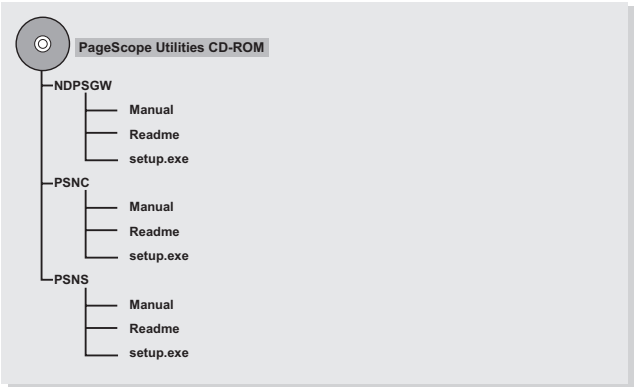 PageScope Utilities CD-ROM
NDPSGW
Manual
Readme
setup.exe
PSNC
Manual
Readme
setup.exe
PSNS
Manual
Readme
setup.exe